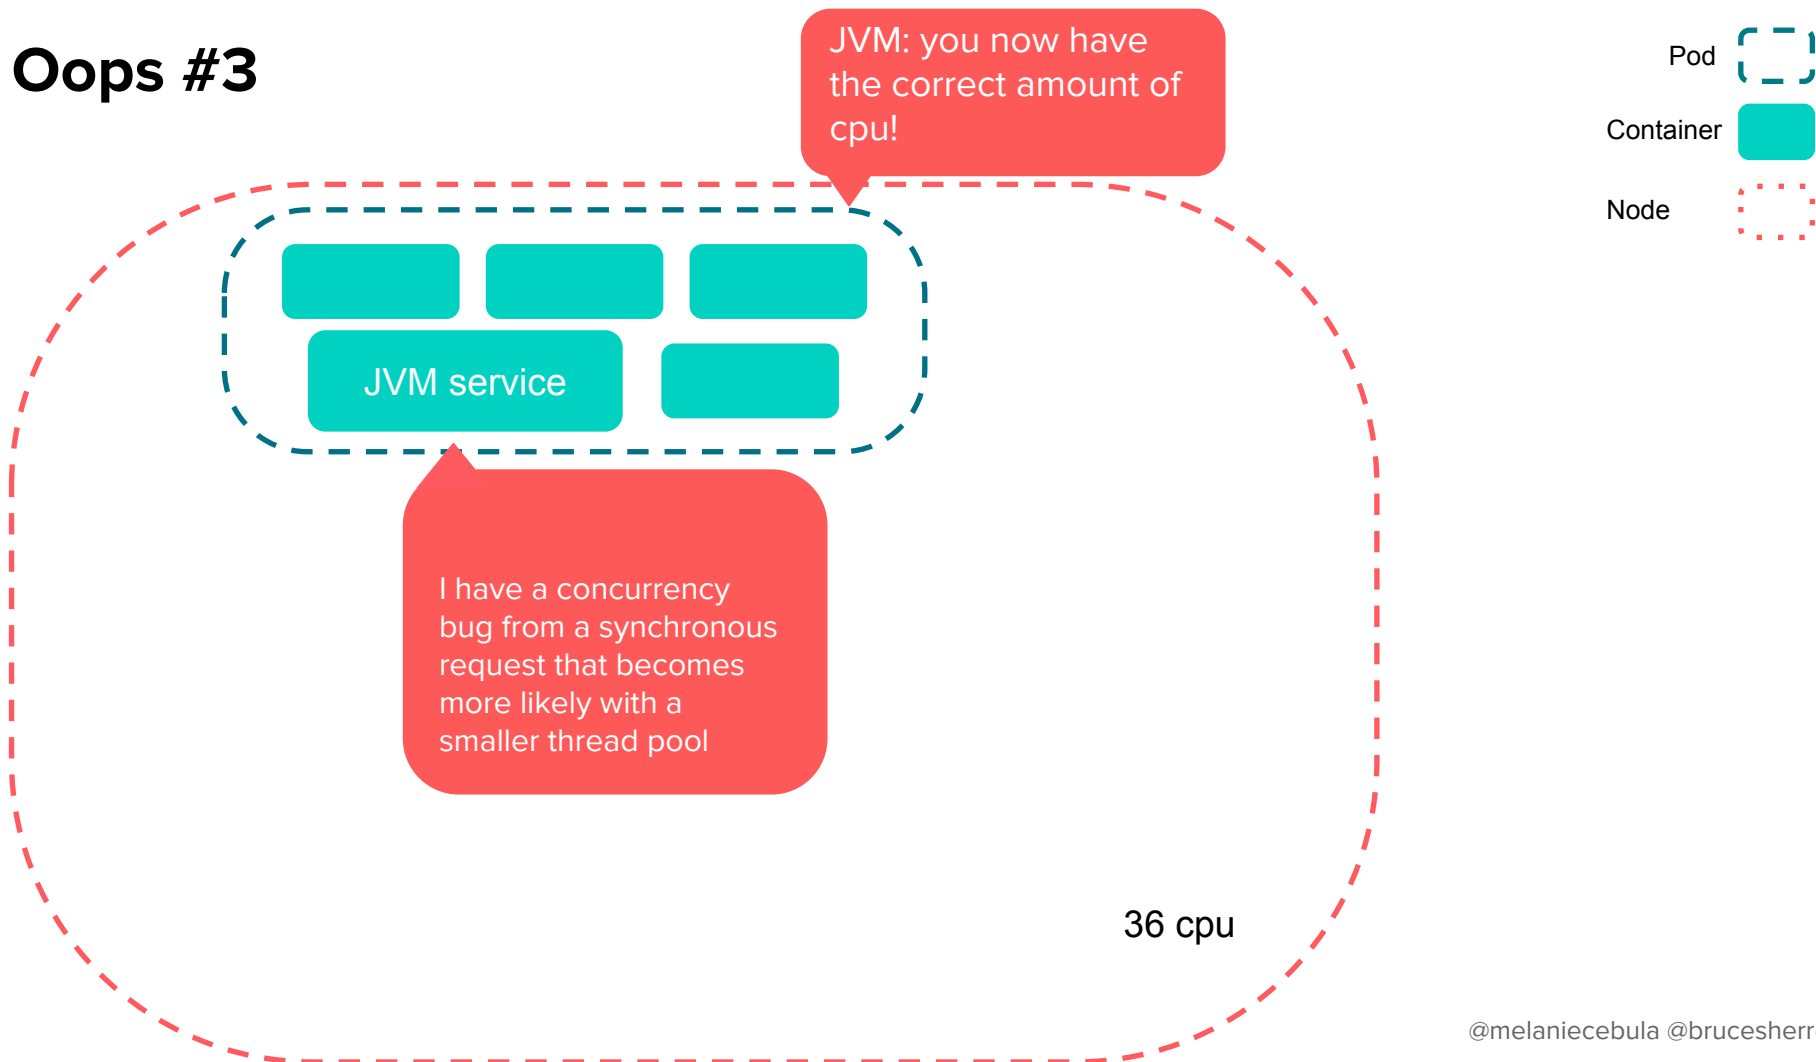 Oops #3
JVM: you now have
the correct amount of
cpu!
Pod
Container
Node
JVM service
I have a concurrency
bug from a synchronous
request that becomes
more likely with a
smaller thread pool
36 cpu
@melaniecebula @brucesherr